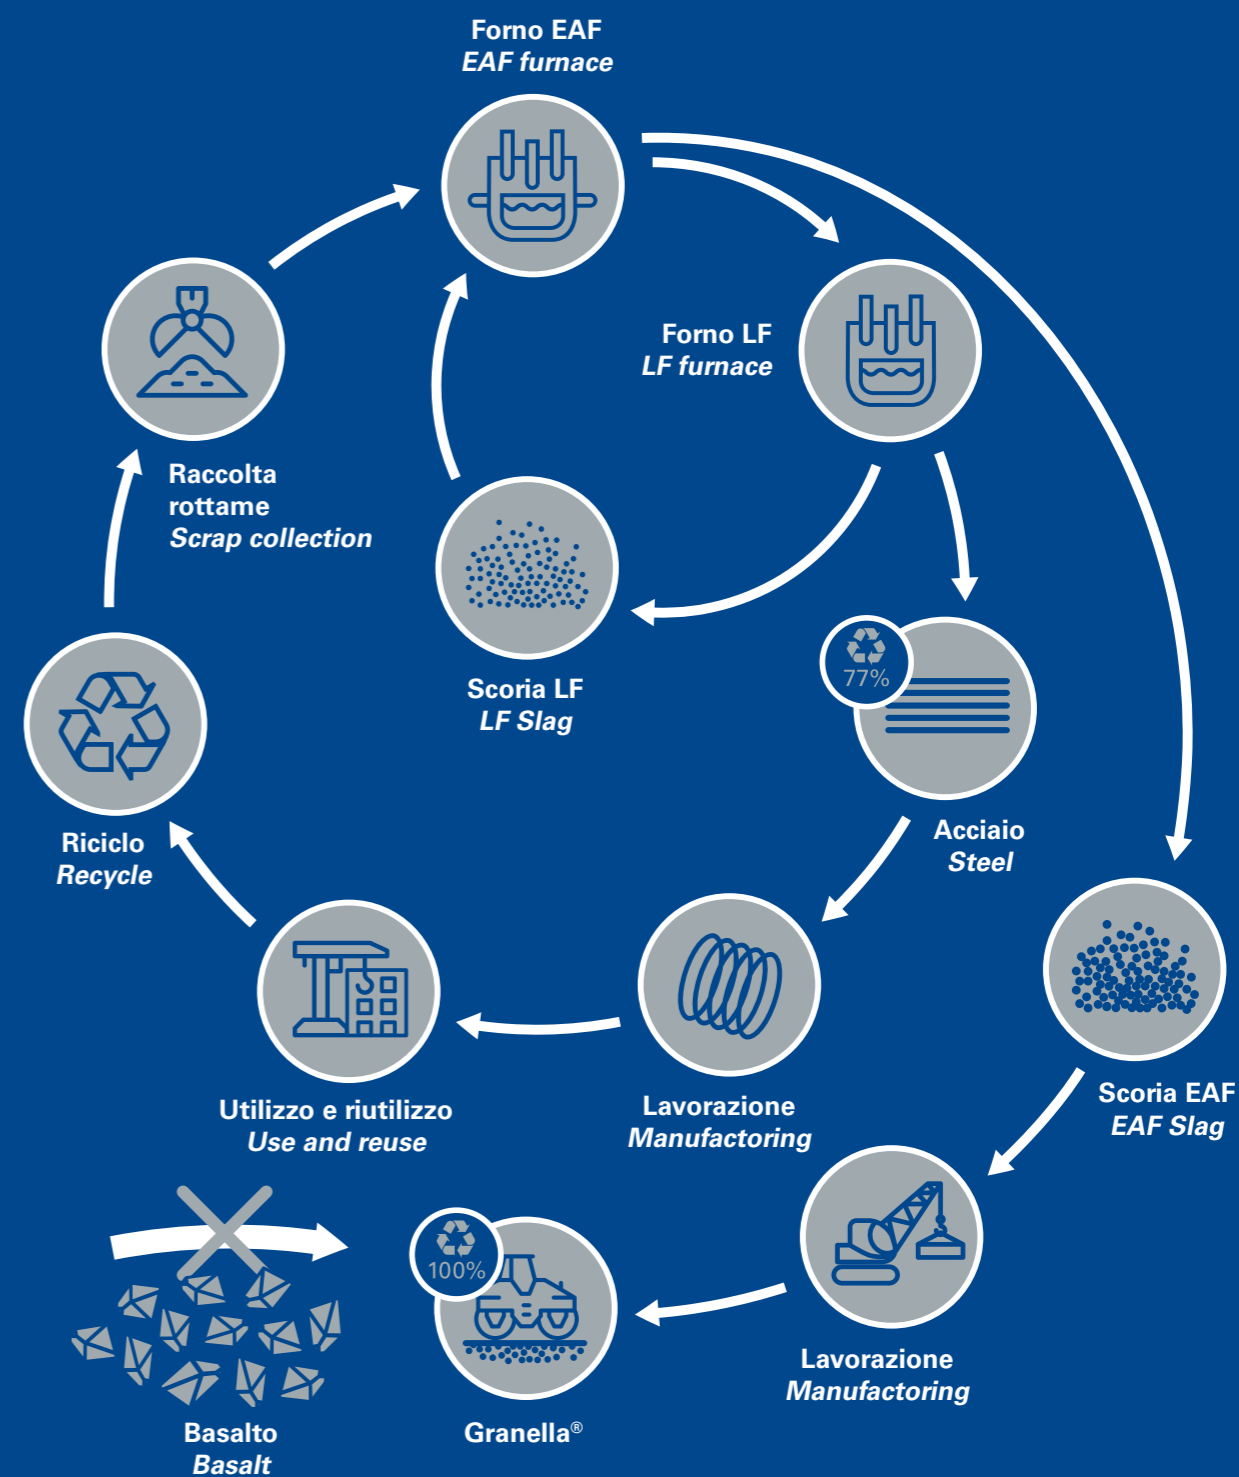 Forno EAF
EAF furnace
Forno LF
LF furnace
Raccolta
rottame
Scrap collection
Scoria LF
LF Slag
77%
Acciaio
Steel
Riciclo
Recycle
Utilizzo e riutilizzo
Use and reuse
Lavorazione
Manufactoring
Scoria EAF
EAF Slag
100%
Lavorazione
Manufactoring
Basalto
Basalt
Granella®